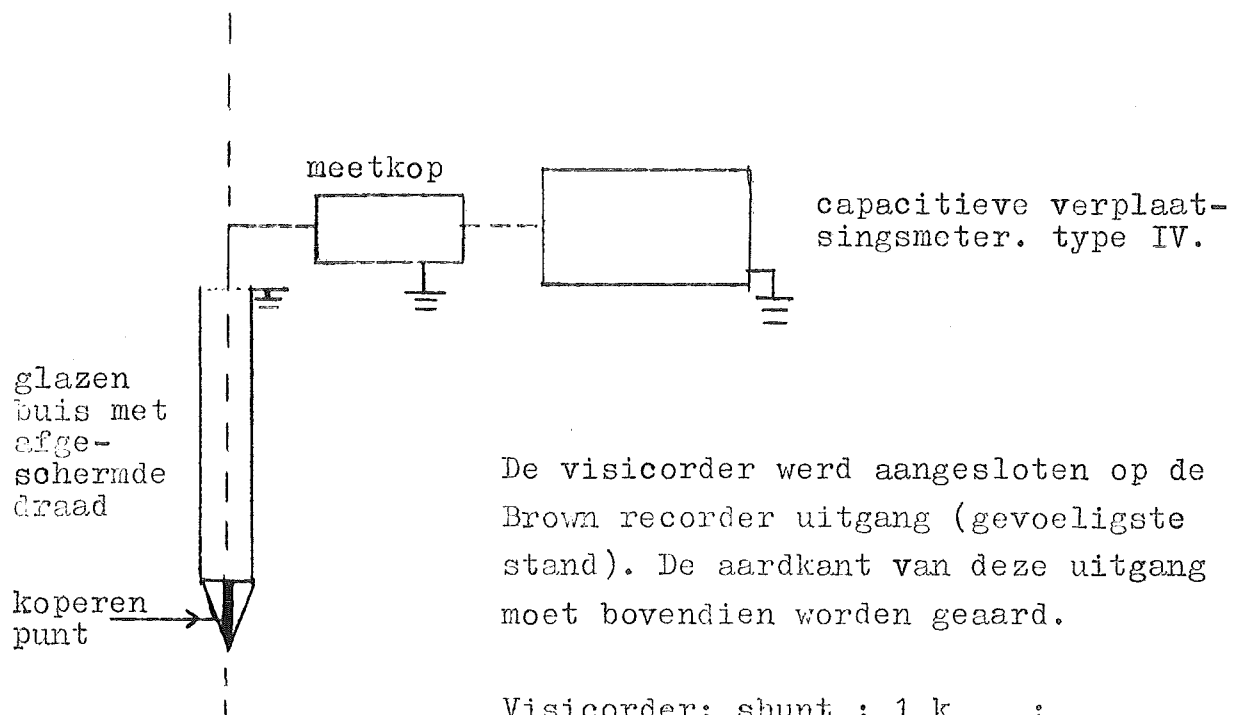 meetkop
capacitieve verplaat-
singsmeter. type IV.
glazen
buis met
afge-
schermde
draad
De visicorder werd aangesloten op de
Brown recorder uitgang (gevoeligste
stand). De aardkant van deze uitgang
moet bovendien worden geaard.
koperen
punt
Visicorder: shunt : 1 k :